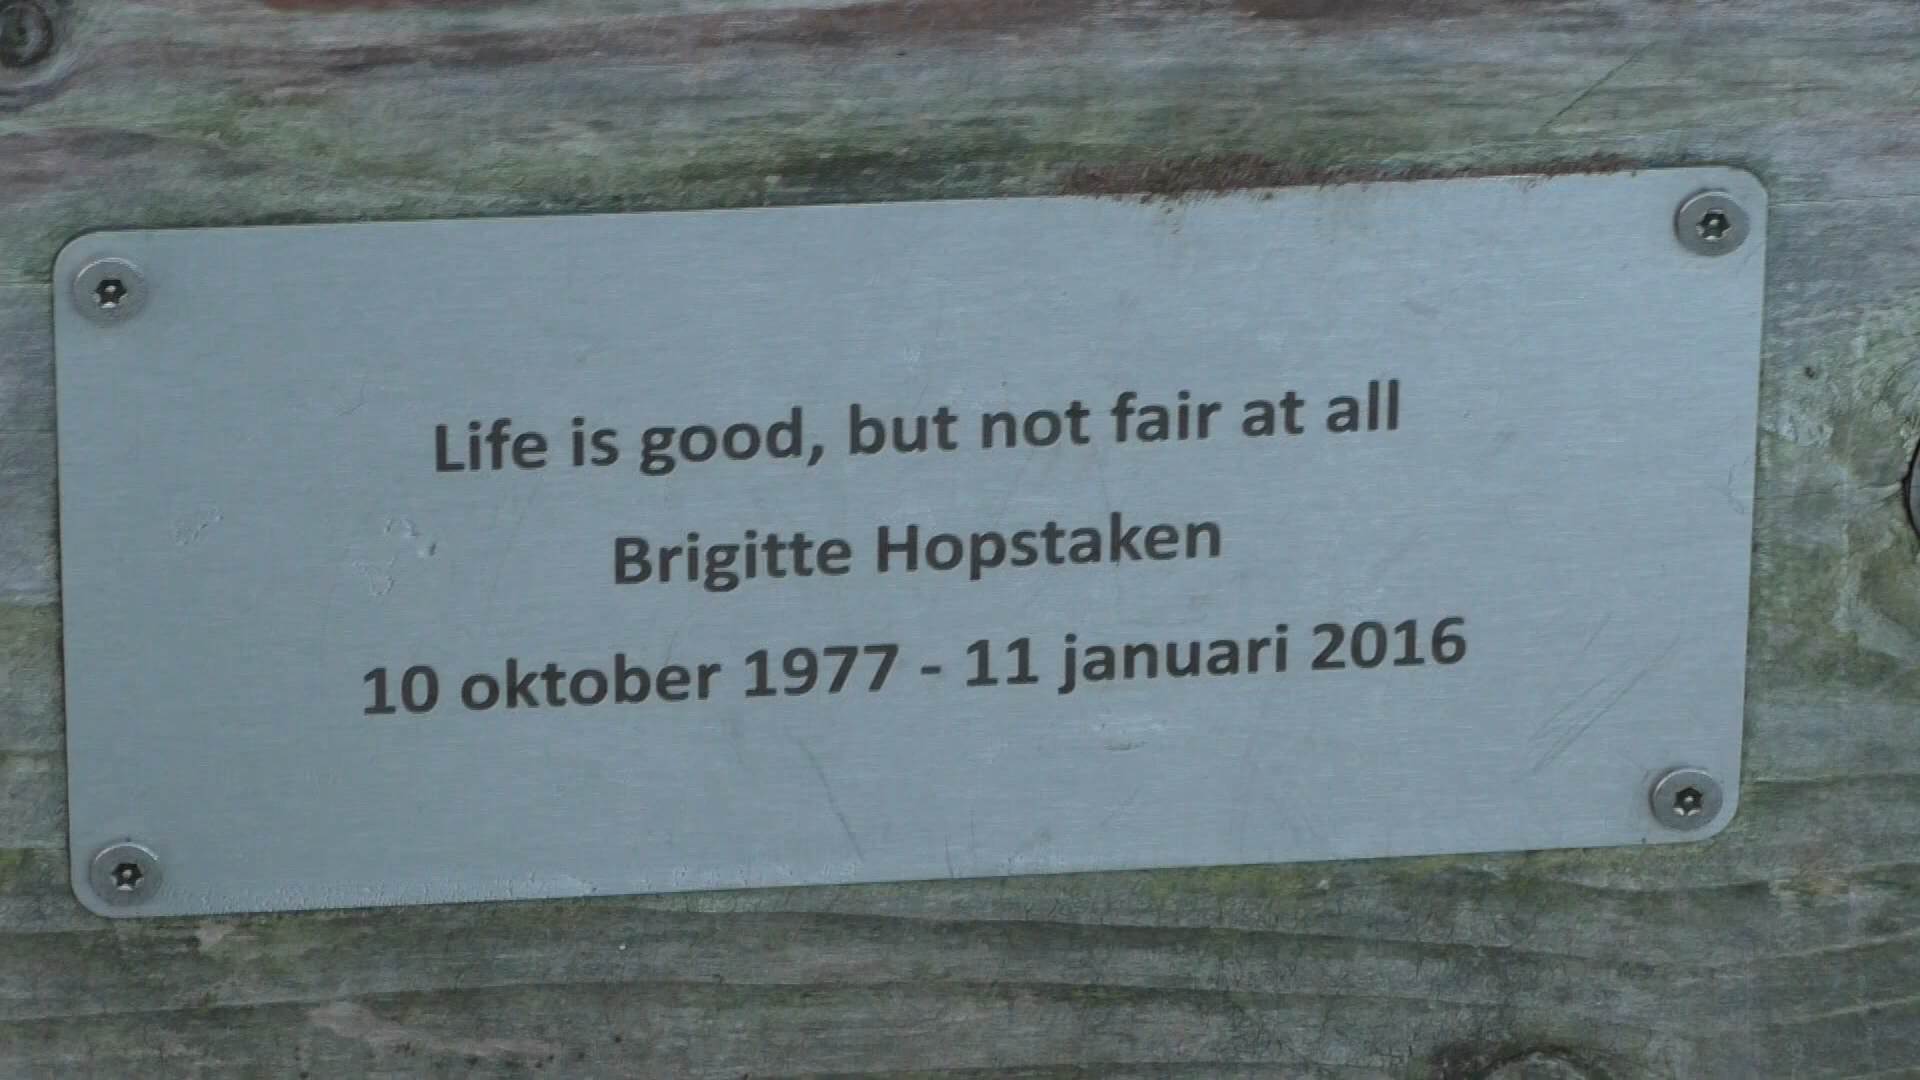 Life is good, but not fair at all
Brigitte Hopstaken
10 oktober 1977 - 11 januari 2016